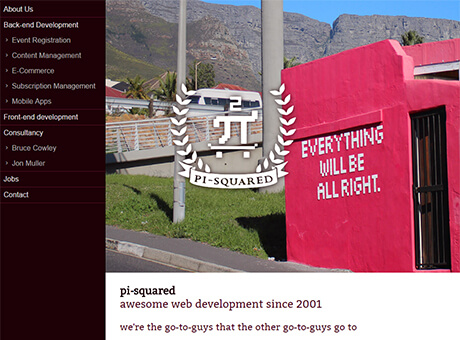 About Us
Back-end Development
Event Registration
Content Management
E-Commerce
Subscription Management
Mobile Apps
Front-end development
Consultancy
Bruce Cowley
Jon Muller
Jobs
Contact
2
π
PI-SQUARED
EVERYTHING
WILL BE
ALL RIGHT.
pi-squared
awesome web development since 2001
we're the go-to-guys that the other go-to-guys go to